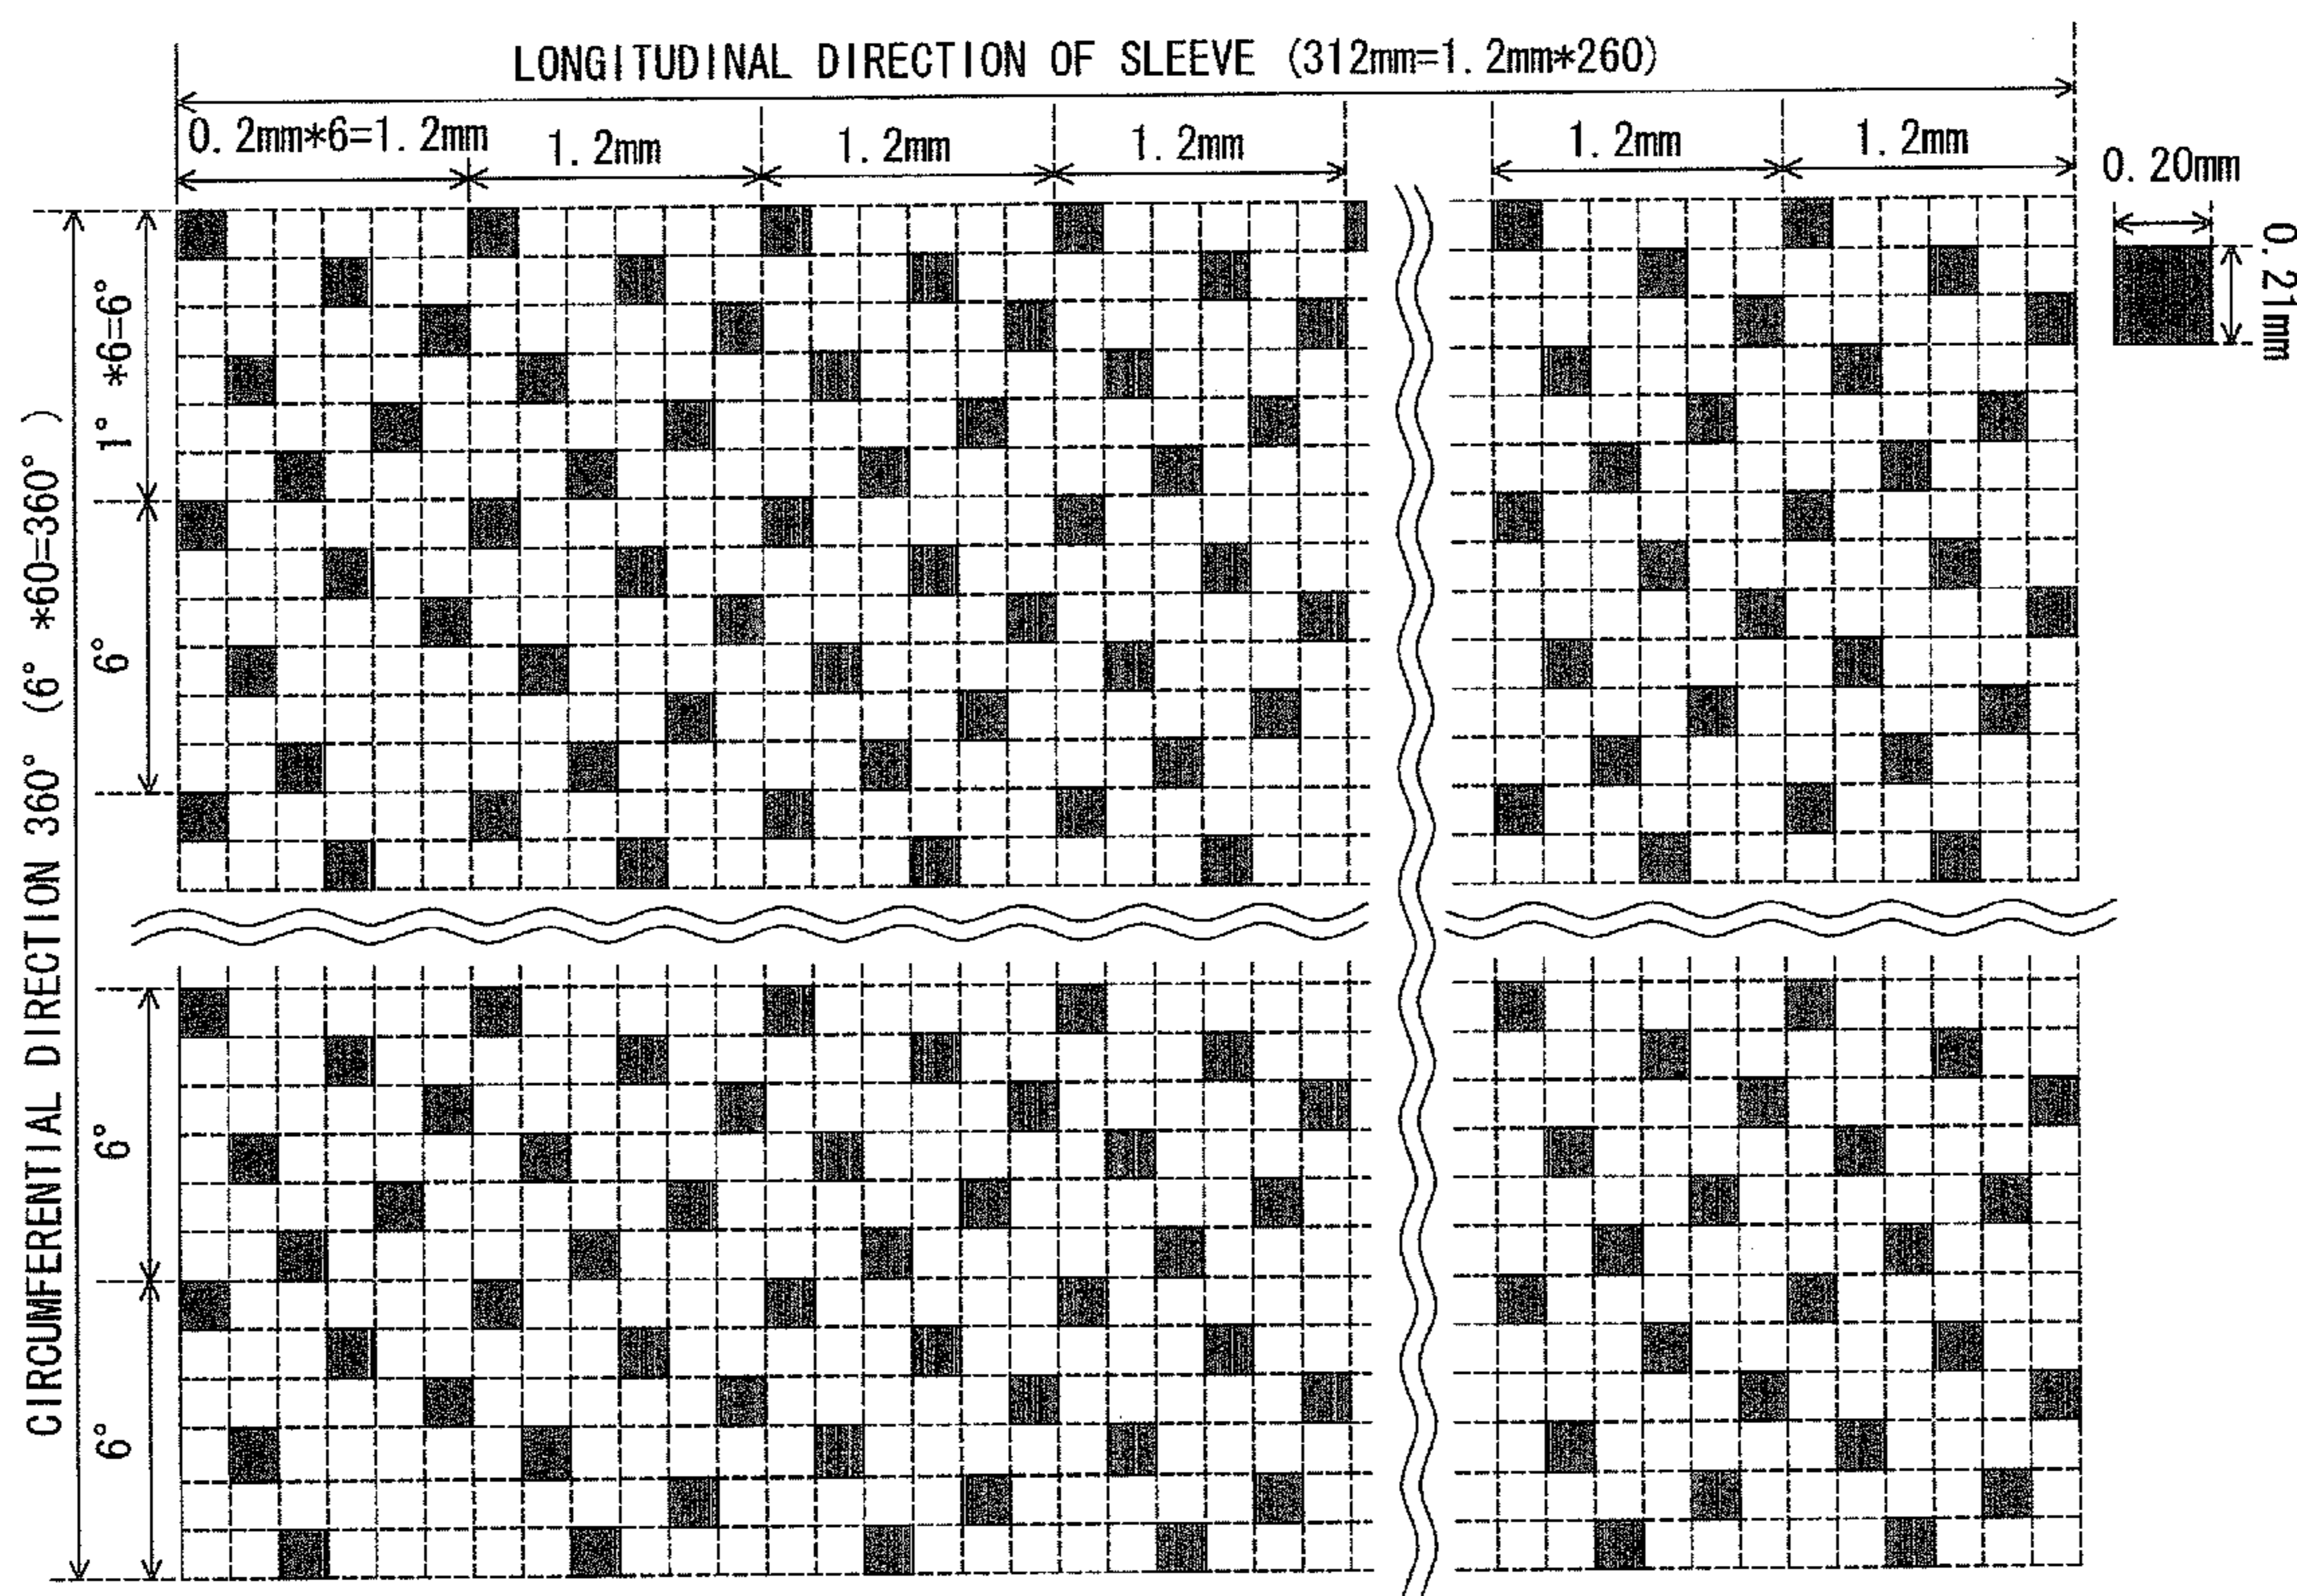 LONGITUDINAL DIRECTION OF SLEEVE (312mm=1.2mm*260)
0.2mm*6=1.2mm
1.2mm
1.2mm
1.2mm
1.2mm
1.2mm
0.20mm
0.21mm
CIRCUMFERENTIAL DIRECTION 360° (6° *60=360° )
1° *6=6°
6°
6°
6°